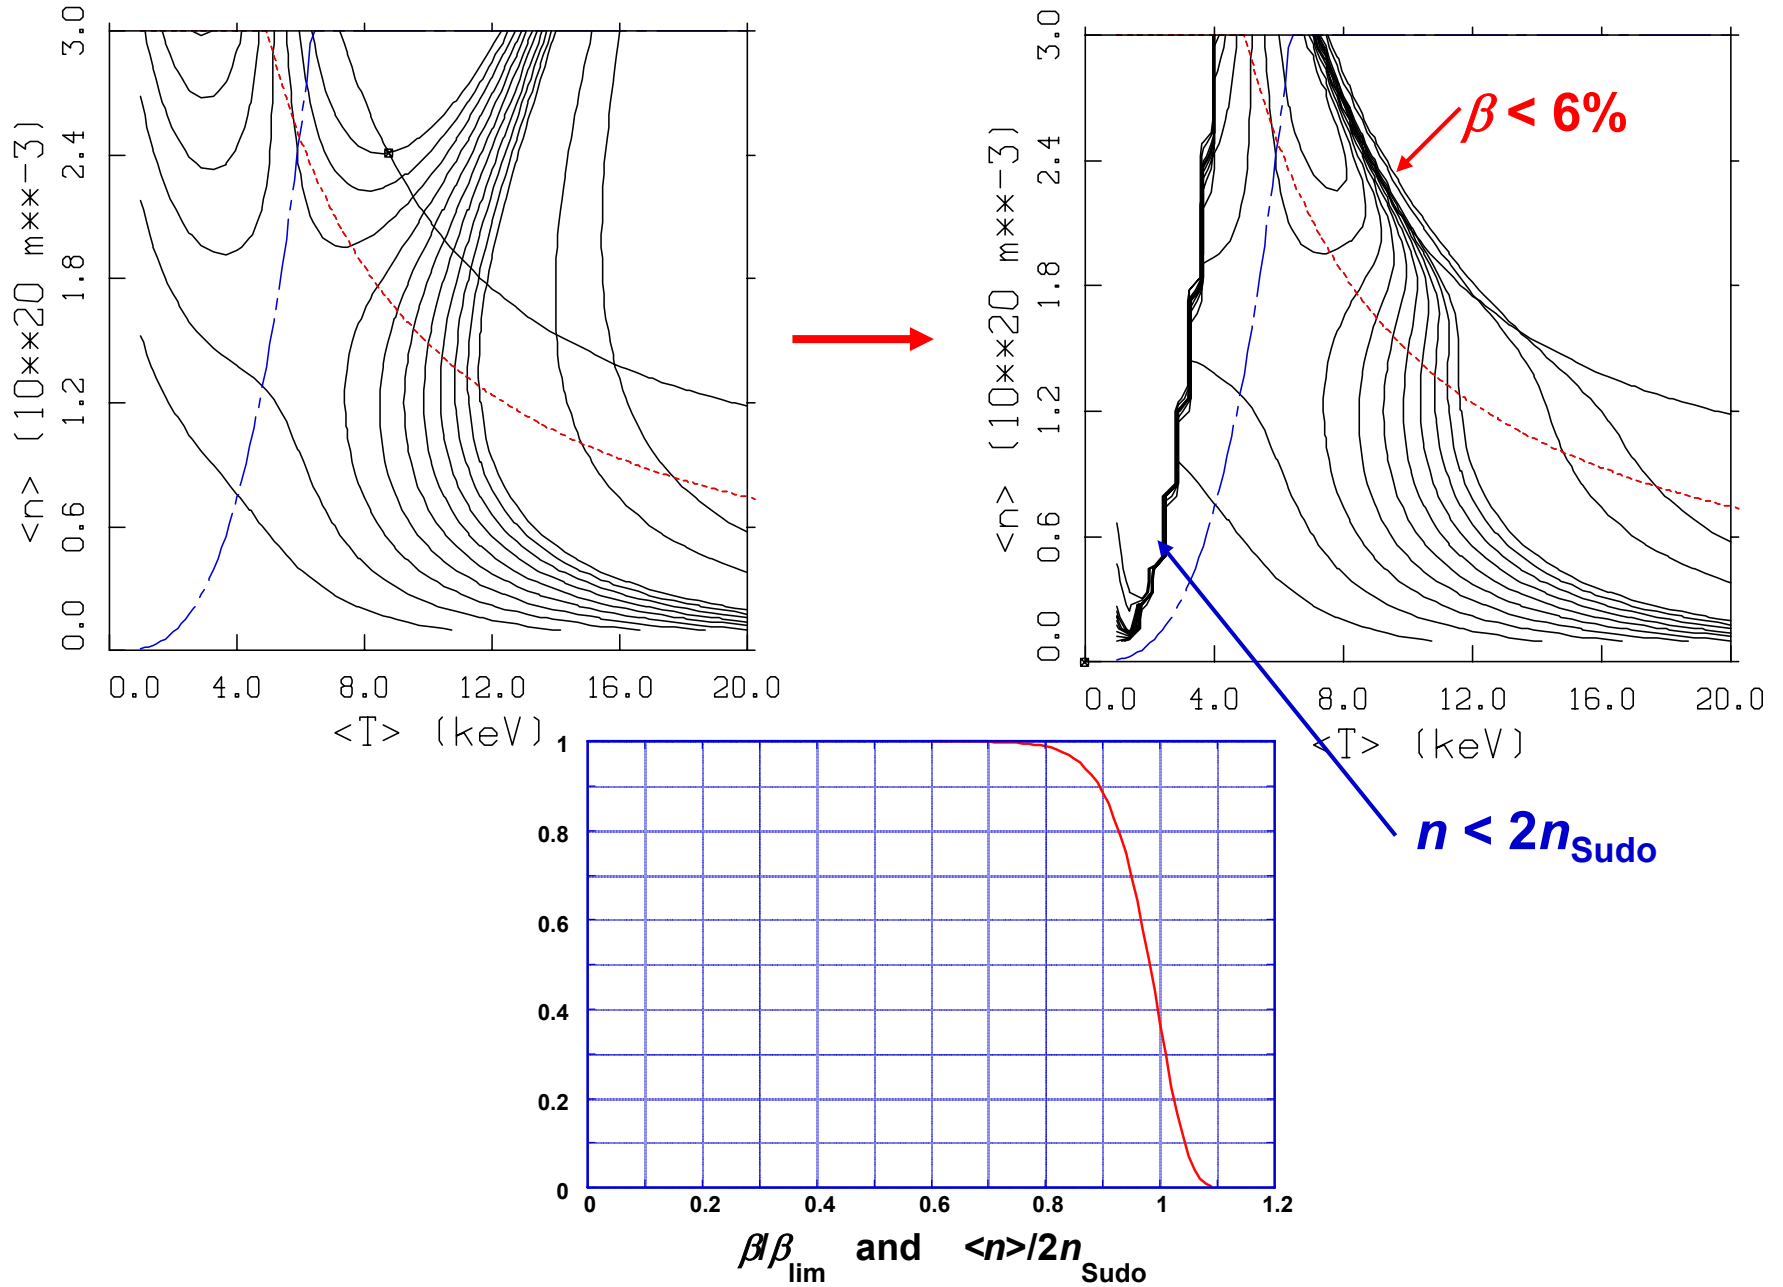 3.0
2.4
1.8
1.2
0.6
0.0
<n> (10**20 m**-3)
0.0 4.0 8.0 12.0 16.0 20.0
<T> (keV)
3.0
2.4
1.8
1.2
0.6
0.0
<n> (10**20 m**-3)
β < 6%
0.0 4.0 8.0 12.0 16.0 20.0
<T> (keV)
n < 2nSudo
1
0.8
0.6
0.4
0.2
0
0 0.2 0.4 0.6 0.8 1 1.2
β/βlim and <n>/2nSudo